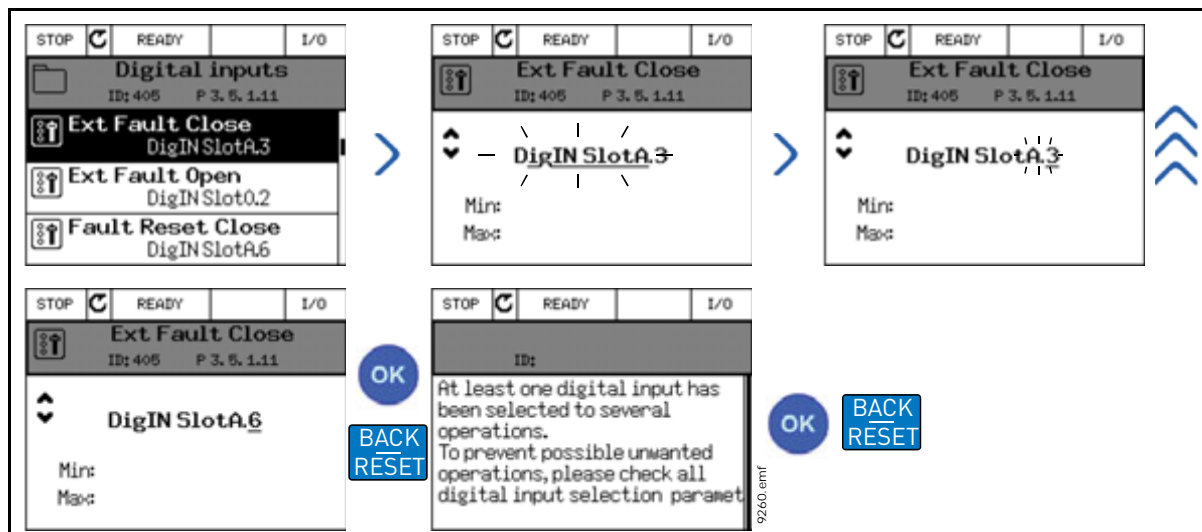 STOP READY I/O
Digital inputs
ID: 405 P 3.5.1.11
Ext Fault Close
DigIN SlotA.3
Ext Fault Open
DigIN Slot0.2
Fault Reset Close
DigIN SlotA.6
STOP READY I/O
Ext Fault Close
ID: 405 P 3.5.1.11
DigIN SlotA.3
Min:
Max:
STOP READY I/O
Ext Fault Close
ID: 405 P 3.5.1.11
DigIN SlotA.3
Min:
Max:
STOP READY I/O
Ext Fault Close
ID: 405 P 3.5.1.11
DigIN SlotA.6
Min:
Max:
OK
BACK
RESET
STOP READY I/O
ID:
At least one digital input has
been selected to several
operations.
To prevent possible unwanted
operations, please check all
digital input selection paramet
OK
BACK
RESET
9260.emf